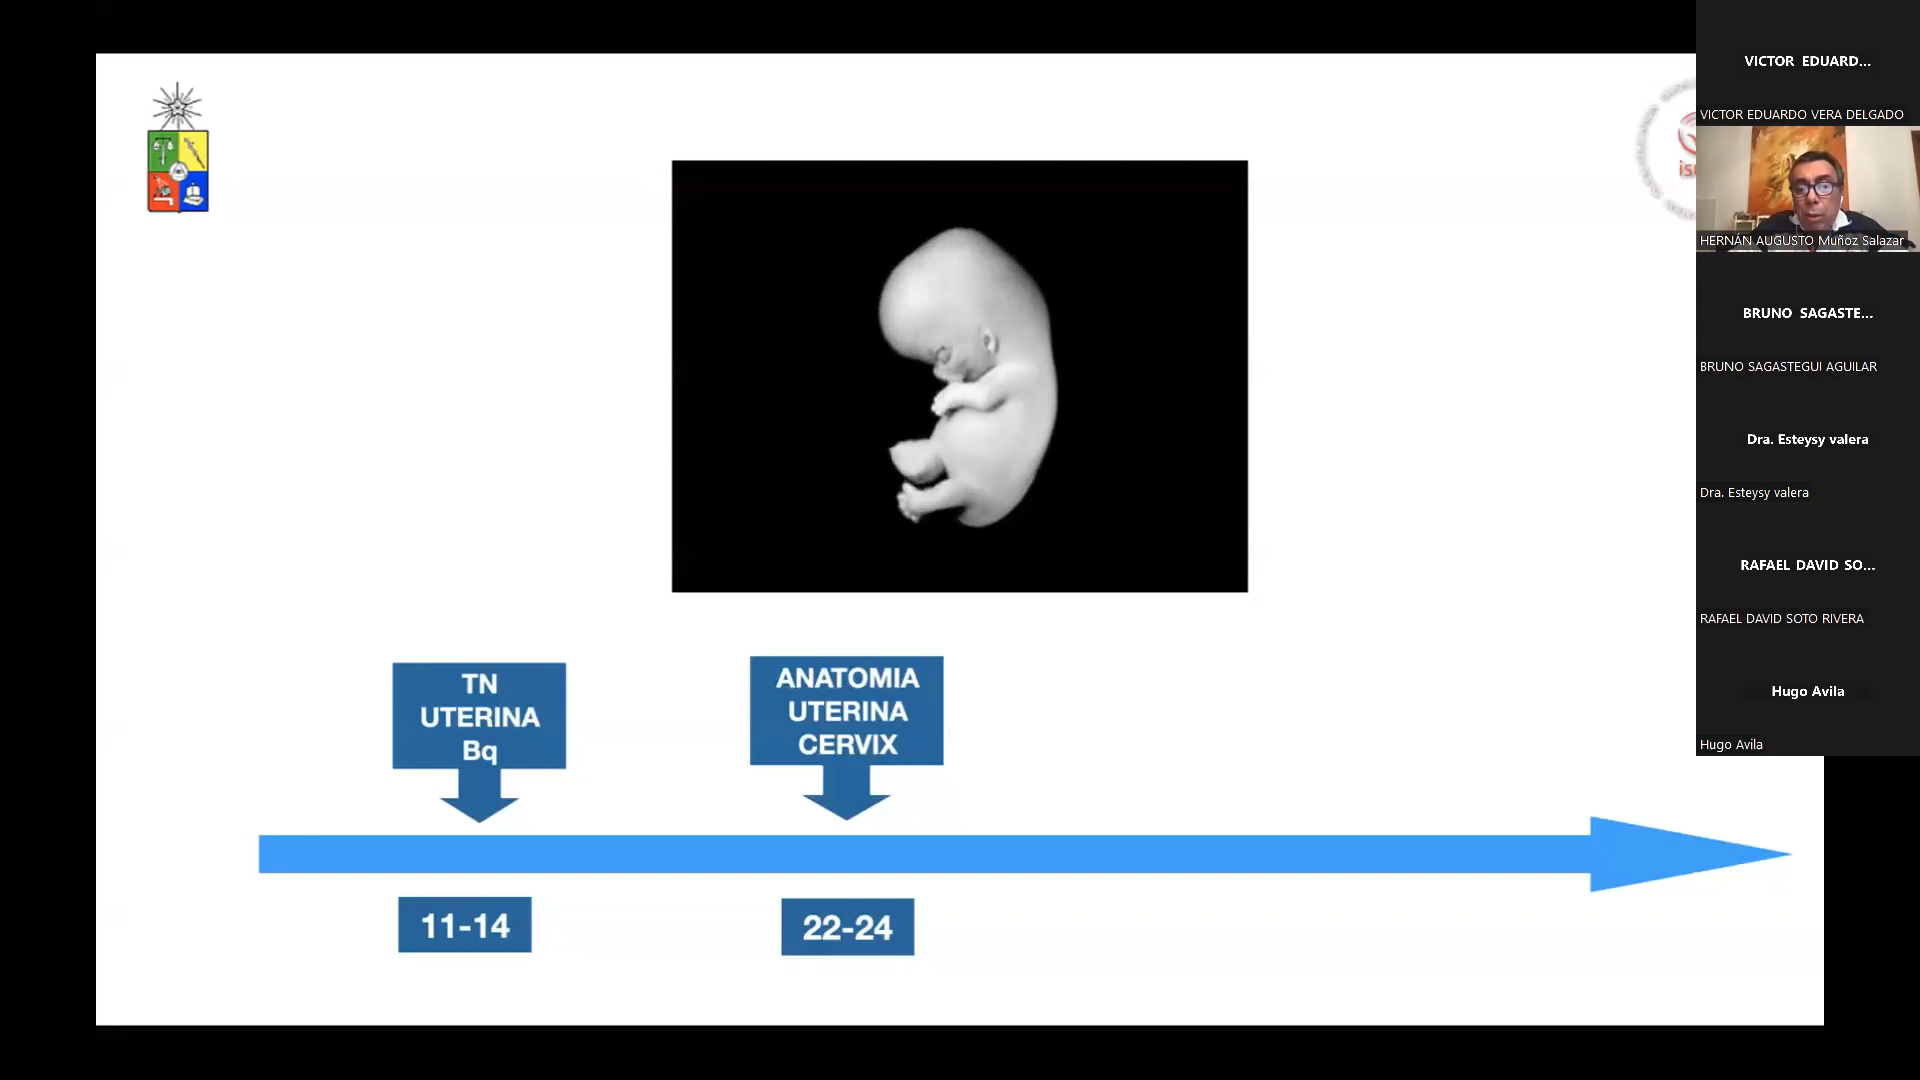 TN
UTERINA
Bq
ANATOMIA
UTERINA
CERVIX
11-14
22-24
VICTOR EDUARD...
VICTOR EDUARDO VERA DELGADO
HERNÁN AUGUSTO Muñoz Salazar
BRUNO SAGASTE...
BRUNO SAGASTEGUI AGUILAR
Dra. Esteysy valera
Dra. Esteysy valera
RAFAEL DAVID SO...
RAFAEL DAVID SOTO RIVERA
Hugo Avila
Hugo Avila